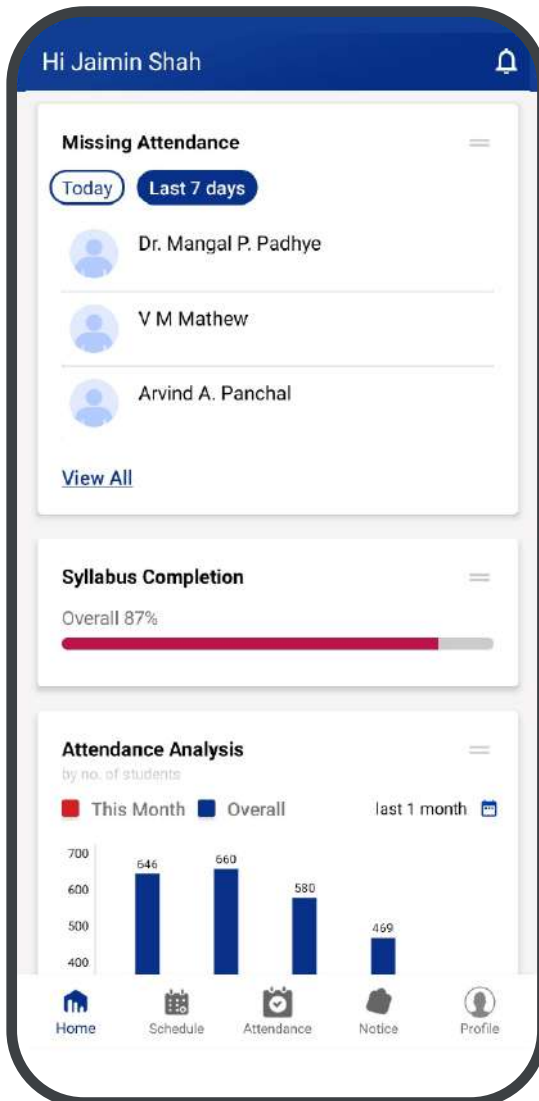 Hi Jaimin Shah
Missing Attendance
Today Last 7 days
Dr. Mangal P. Padhye
V M Mathew
Arvind A. Panchal
View All
Syllabus Completion
Overall 87%
Attendance Analysis
by no. of students
This Month Overall last 1 month
700
646 660
600
580
500
469
400
Home Schedule Attendance Notice Profile